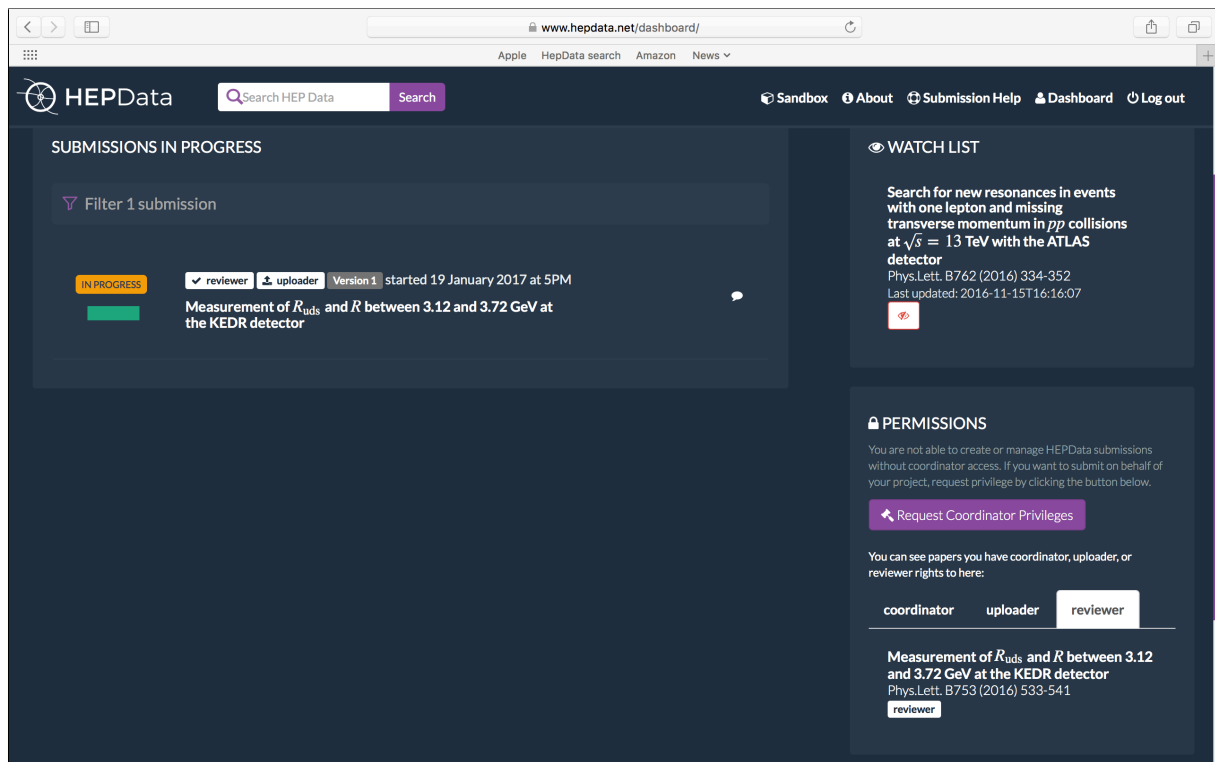 www.hepdata.net/dashboard/
Apple HepData search Amazon News
HEPData Search HEP Data Search Sandbox About Submission Help Dashboard Log out
SUBMISSIONS IN PROGRESS
Filter 1 submission
IN PROGRESS
reviewer uploader Version 1 started 19 January 2017 at 5PM
Measurement of R_uds and R between 3.12 and 3.72 GeV at
the KEDR detector
WATCH LIST
Search for new resonances in events
with one lepton and missing
transverse momentum in pp collisions
at √s = 13 TeV with the ATLAS
detector
Phys.Lett. B762 (2016) 334-352
Last updated: 2016-11-15T16:16:07
PERMISSIONS
You are not able to create or manage HEPData submissions
without coordinator access. If you want to submit on behalf of
your project, request privilege by clicking the button below.
Request Coordinator Privileges
You can see papers you have coordinator, uploader, or
reviewer rights to here:
coordinator uploader reviewer
Measurement of R_uds and R between 3.12
and 3.72 GeV at the KEDR detector
Phys.Lett. B753 (2016) 533-541
reviewer